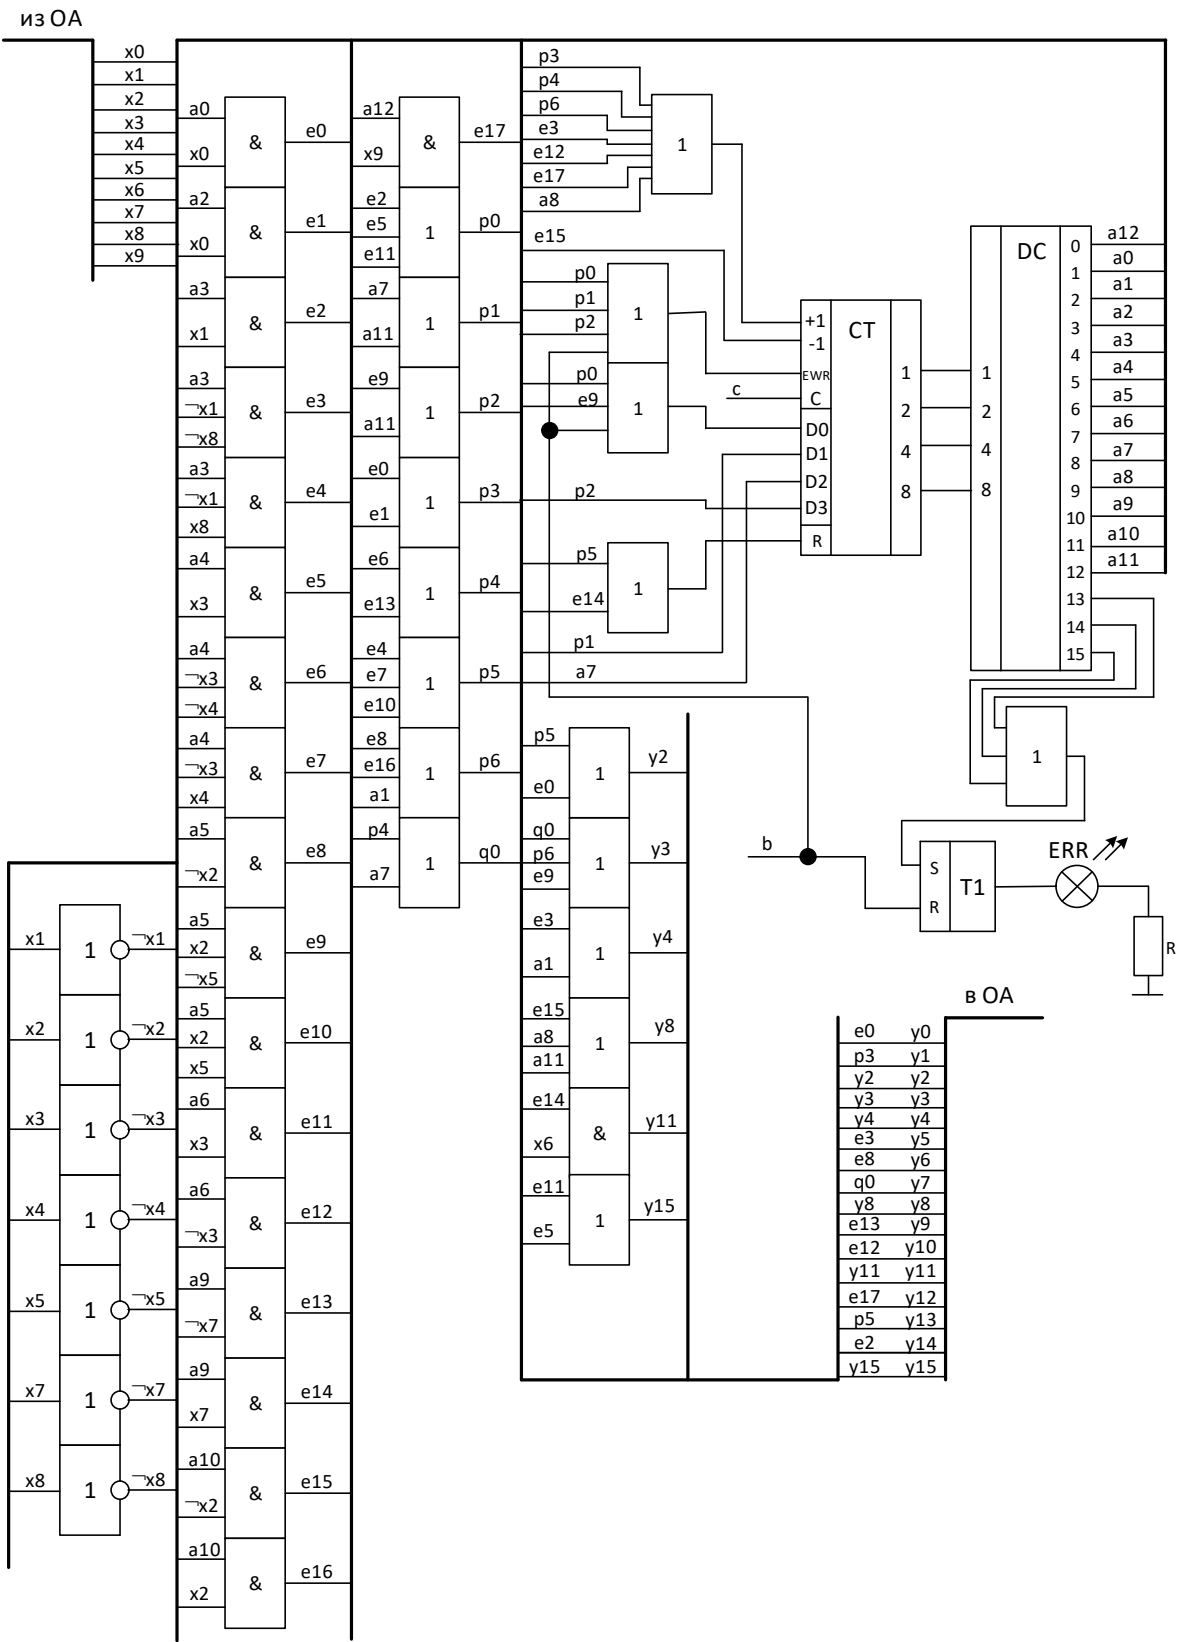 из ОА
x0
x1
x2
x3
x4
x5
x6
x7
x8
x9
a0
x0
&
e0
a2
x0
&
e1
a3
x1
&
e2
a3
¬x1
¬x8
&
e3
a3
¬x1
x8
&
e4
a4
x3
&
e5
a4
¬x3
¬x4
&
e6
a4
¬x3
x4
&
e7
a5
¬x2
&
e8
a5
x2
¬x5
&
e9
a5
x2
x5
&
e10
a6
x3
&
e11
a6
¬x3
&
e12
a9
¬x7
&
e13
a9
x7
&
e14
a10
¬x2
&
e15
a10
x2
&
e16
x1
1
¬x1
x2
1
¬x2
x3
1
¬x3
x4
1
¬x4
x5
1
¬x5
x7
1
¬x7
x8
1
¬x8
a12
x9
&
e17
e2
e5
e11
1
p0
a7
a11
1
p1
e9
a11
1
p2
e0
e1
1
p3
e6
e13
1
p4
e4
e7
e10
1
p5
e8
e16
a1
1
p6
p4
a7
1
q0
p3
p4
p6
e3
e12
e17
a8
1
e15
p0
p1
p2
1
p0
e9
1
p2
p5
e14
1
p1
a7
c
+1
-1
EWR
C
D0
D1
D2
D3
R
CT
1
2
4
8
1
2
4
8
DC
0
1
2
3
4
5
6
7
8
9
10
11
12
13
14
15
a12
a0
a1
a2
a3
a4
a5
a6
a7
a8
a9
a10
a11
1
p5
e0
1
y2
q0
p6
e9
1
y3
e3
a1
1
y4
e15
a8
a11
1
y8
e14
x6
&
y11
e11
e5
1
y15
b
S
R
T1
ERR
R
в ОА
e0 y0
p3 y1
y2 y2
y3 y3
y4 y4
e3 y5
e8 y6
q0 y7
y8 y8
e13 y9
e12 y10
y11 y11
e17 y12
p5 y13
e2 y14
y15 y15